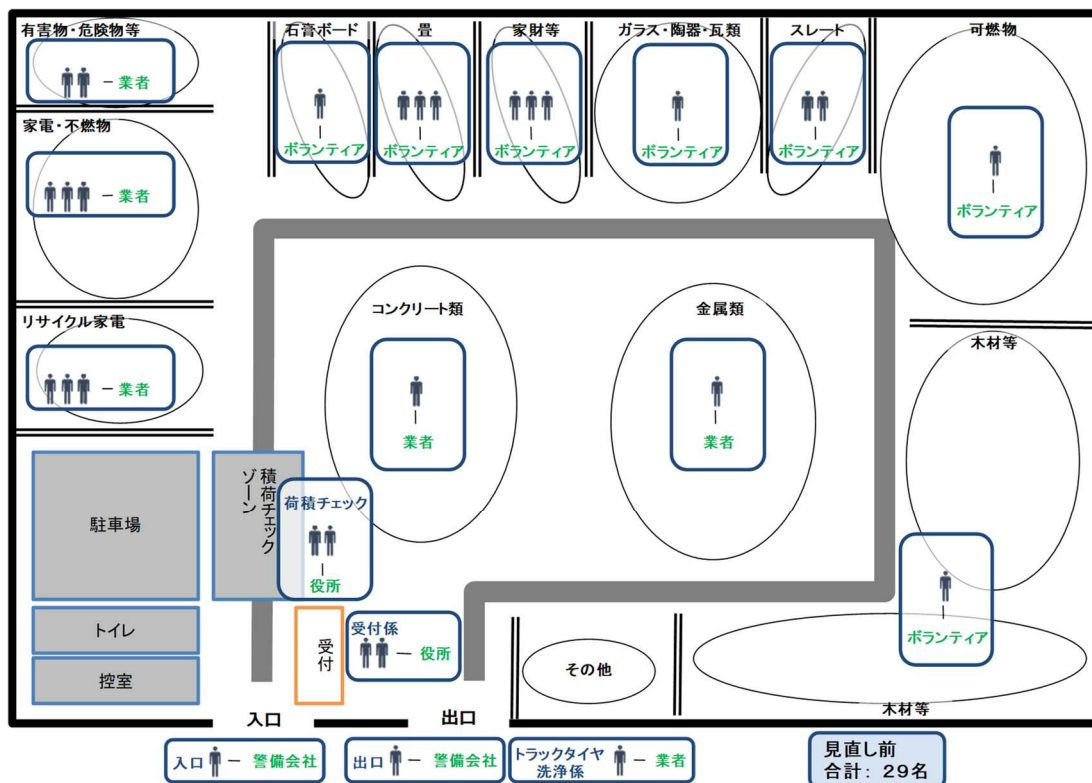 有害物・危険物等
業者
石膏ボード
ボランティア
畳
ボランティア
家財等
ボランティア
ガラス・陶器・瓦類
ボランティア
スレート
ボランティア
可燃物
ボランティア
家電・不燃物
業者
リサイクル家電
業者
コンクリート類
業者
金属類
業者
木材等
ボランティア
木材等
駐車場
積荷チェック
ゾーン
荷積チェック
役所
トイレ
控室
受付
受付係
役所
その他
入口
出口
入口
警備会社
出口
警備会社
トラックタイヤ
洗浄係
業者
見直し前
合計： 29名